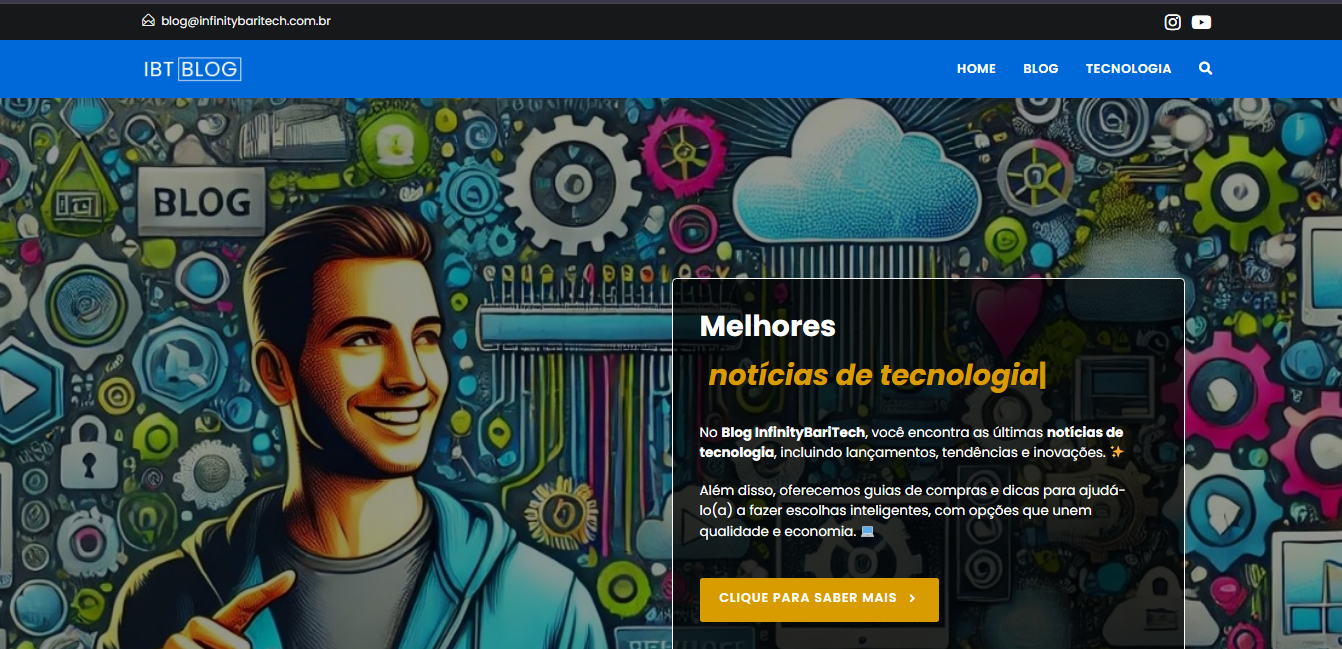 blog@infinitybaritech.com.br
IBT BLOG
HOME BLOG TECNOLOGIA
BLOG
Melhores
notícias de tecnologia|
No Blog InfinityBariTech, você encontra as últimas notícias de
tecnologia, incluindo lançamentos, tendências e inovações. ✨
Além disso, oferecemos guias de compras e dicas para ajudá-
lo(a) a fazer escolhas inteligentes, com opções que unem
qualidade e economia. 💻
CLIQUE PARA SABER MAIS